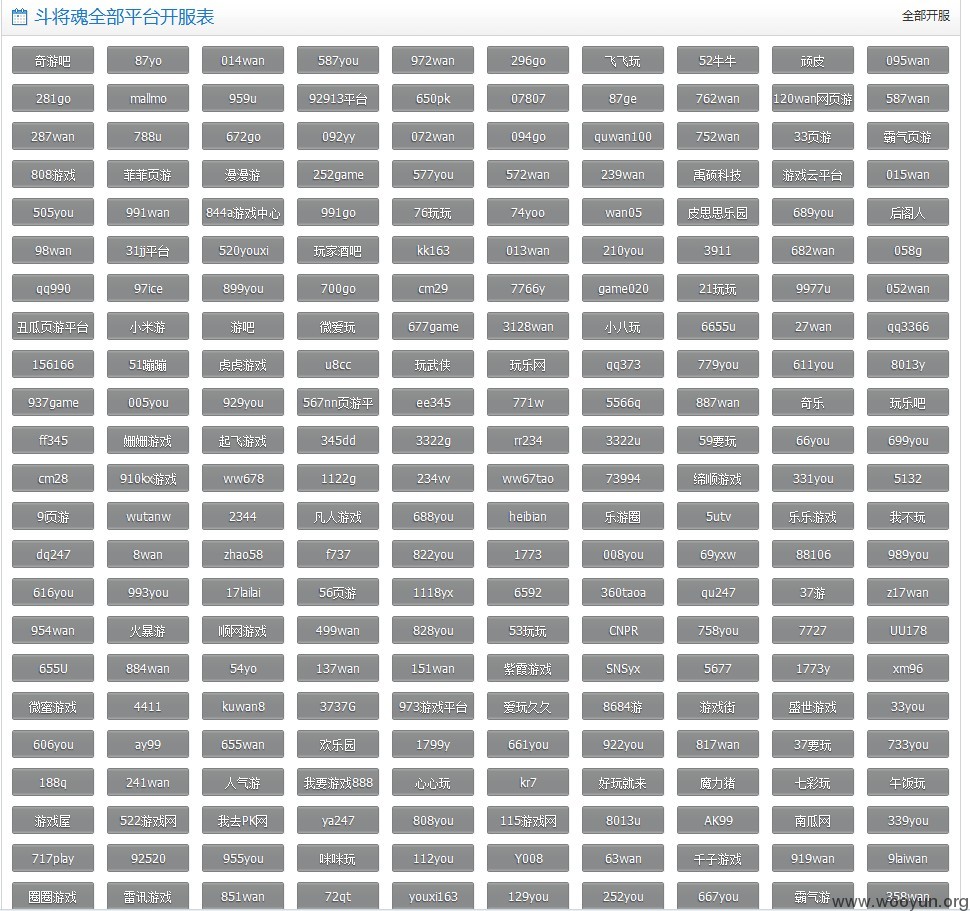 斗将魂全部平台开服表 全部开服
奇游吧 87yo 014wan 587you 972wan 296go 飞飞玩 52牛牛 顽皮 095wan
281go mallmo 959u 92913平台 650pk 07807 87ge 762wan 120wan网页游 587wan
287wan 788u 672go 092yy 072wan 094go quwan100 752wan 33页游 霸气页游
808游戏 菲菲页游 漫漫游 252game 577you 572wan 239wan 禹硕科技 游戏云平台 015wan
505you 991wan 844a游戏中心 991go 76玩玩 74yoo wan05 皮思思乐园 689you 后阁人
98wan 31jj平台 520youxi 玩家酒吧 kk163 013wan 210you 3911 682wan 058g
qq990 97ice 899you 700go cm29 7766y game020 21玩玩 9977u 052wan
丑瓜页游平台 小米游 游吧 微爱玩 677game 3128wan 小八玩 6655u 27wan qq3366
156166 51蹦蹦 虎虎游戏 u8cc 玩武侠 玩乐网 qq373 779you 611you 8013y
937game 005you 929you 567nn页游平 ee345 771w 5566q 887wan 奇乐 玩乐吧
ff345 姗姗游戏 起飞游戏 345dd 3322g rr234 3322u 59要玩 66you 699you
cm28 910kx游戏 ww678 1122g 234vv ww67tao 73994 缔顺游戏 331you 5132
9i页游 wutanw 2344 凡人游戏 688you heibian 乐游圈 5utv 乐乐游戏 我不玩
dq247 8wan zhao58 f737 822you 1773 008you 69yxw 88106 989you
616you 993you 17lailai 56页游 1118yx 6592 360taoa qu247 37游 z17wan
954wan 火暴游 顺网游戏 499wan 828you 53玩玩 CNPR 758you 7727 UU178
655U 884wan 54yo 137wan 151wan 紫霞游戏 SNSyx 5677 1773y xm96
微蜜游戏 4411 kuwan8 3737G 973游戏平台 爱玩久久 8684游 游戏街 盛世游戏 33you
606you ay99 655wan 欢乐园 1799y 661you 922you 817wan 37要玩 733you
188q 241wan 人气游 我要游戏888 心心玩 kr7 好玩就来 魔力猪 七彩玩 午饭玩
游戏屋 522游戏网 我去PK网 ya247 808you 115游戏网 8013u AK99 南瓜网 339you
717play 92520 955you 咪咪玩 112you Y008 63wan 千子游戏 919wan 9laiwan
圈圈游戏 雷讯游戏 851wan 72qt youxi163 129you 252you 667you 霸气游 358wan
www.wooyun.org